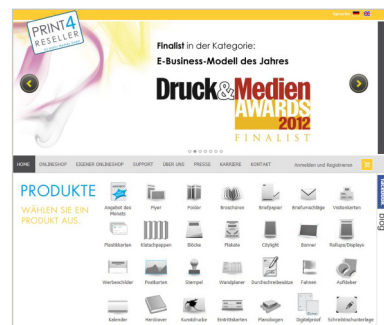 Sprache:
PRINT4
RESELLER
Finalist in der Kategorie:
E-Business-Modell des Jahres
Druck&Medien
AWARDS
2012
FINALIST
HOME ONLINESHOP EIGENER ONLINESHOP SUPPORT ÜBER UNS PRESSE KARRIERE KONTAKT Anmelden und Registrieren
PRODUKTE
WÄHLEN SIE EIN
PRODUKT AUS.
Angebot des Monats
Flyer
Folder
Broschüren
Briefpapier
Briefumschläge
Visitenkarten
Plastikkarten
Klatschpappen
Blöcke
Plakate
Citylight
Banner
Rollups/Displays
Werbeschilder
Postkarten
Stempel
Wandplaner
Durchschreibesätze
Fahnen
Aufkleber
Kalender
Hardcover
Kunstdrucke
Eintrittskarten
Planobogen
Digitalproof
Schreibtischunterlage
facebook
blog